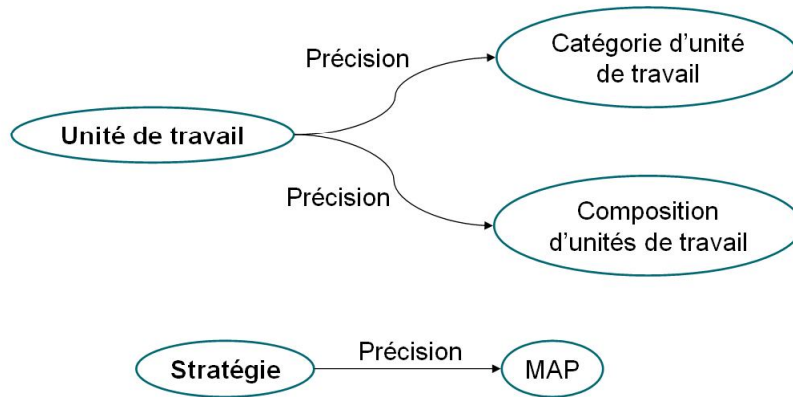 Précision
Catégorie d'unité
de travail
Unité de travail
Précision
Composition
d'unités de travail
Stratégie
Précision
MAP